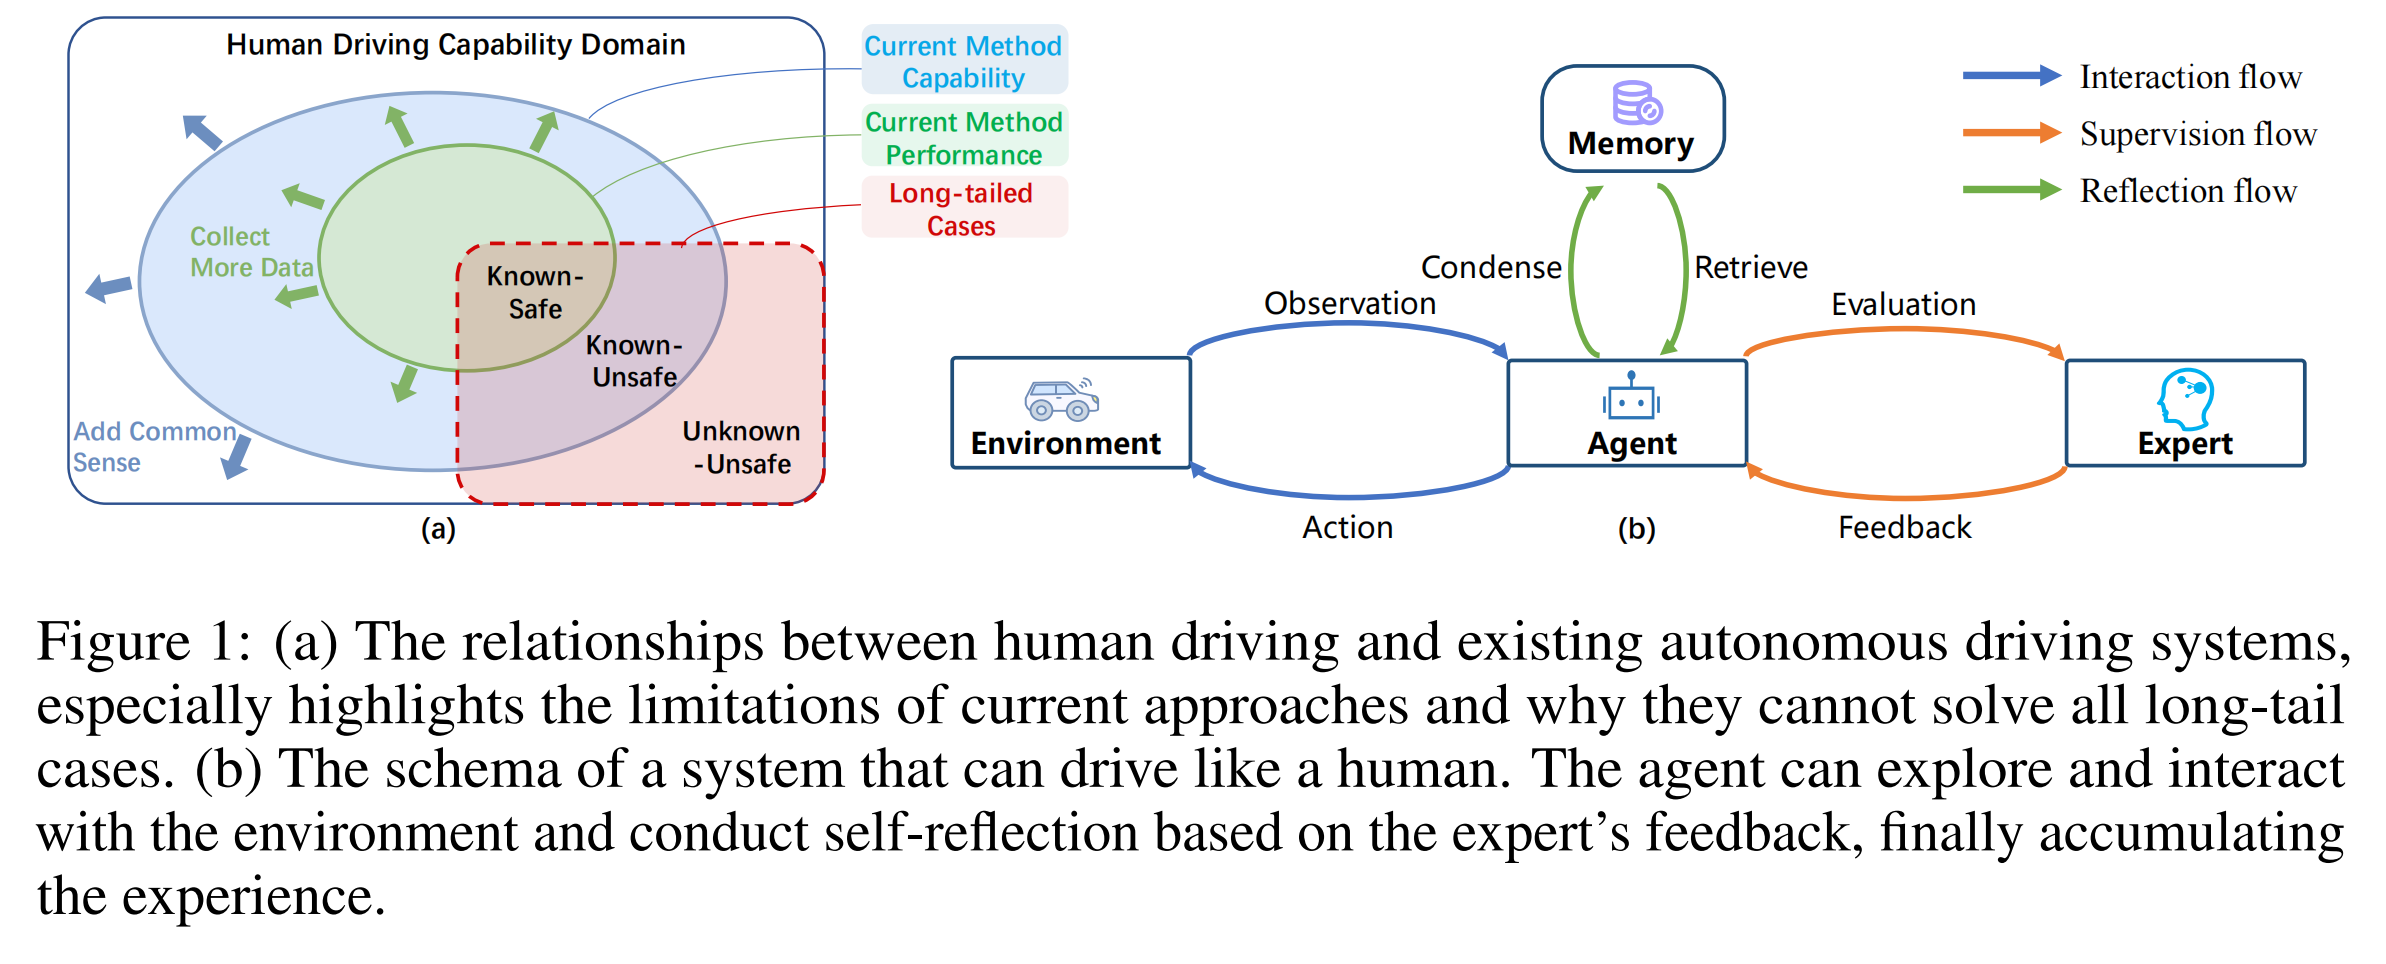 Human Driving Capability Domain
Current Method
Capability
Current Method
Performance
Long-tailed
Cases
Collect
More Data
Known-
Safe
Known-
Unsafe
Add Common
Sense
Unknown
-Unsafe
(a)
Memory
Interaction flow
Supervision flow
Reflection flow
Condense
Retrieve
Observation
Evaluation
Environment
Agent
Expert
Action
(b)
Feedback
Figure 1: (a) The relationships between human driving and existing autonomous driving systems,
especially highlights the limitations of current approaches and why they cannot solve all long-tail
cases. (b) The schema of a system that can drive like a human. The agent can explore and interact
with the environment and conduct self-reflection based on the expert’s feedback, finally accumulating
the experience.